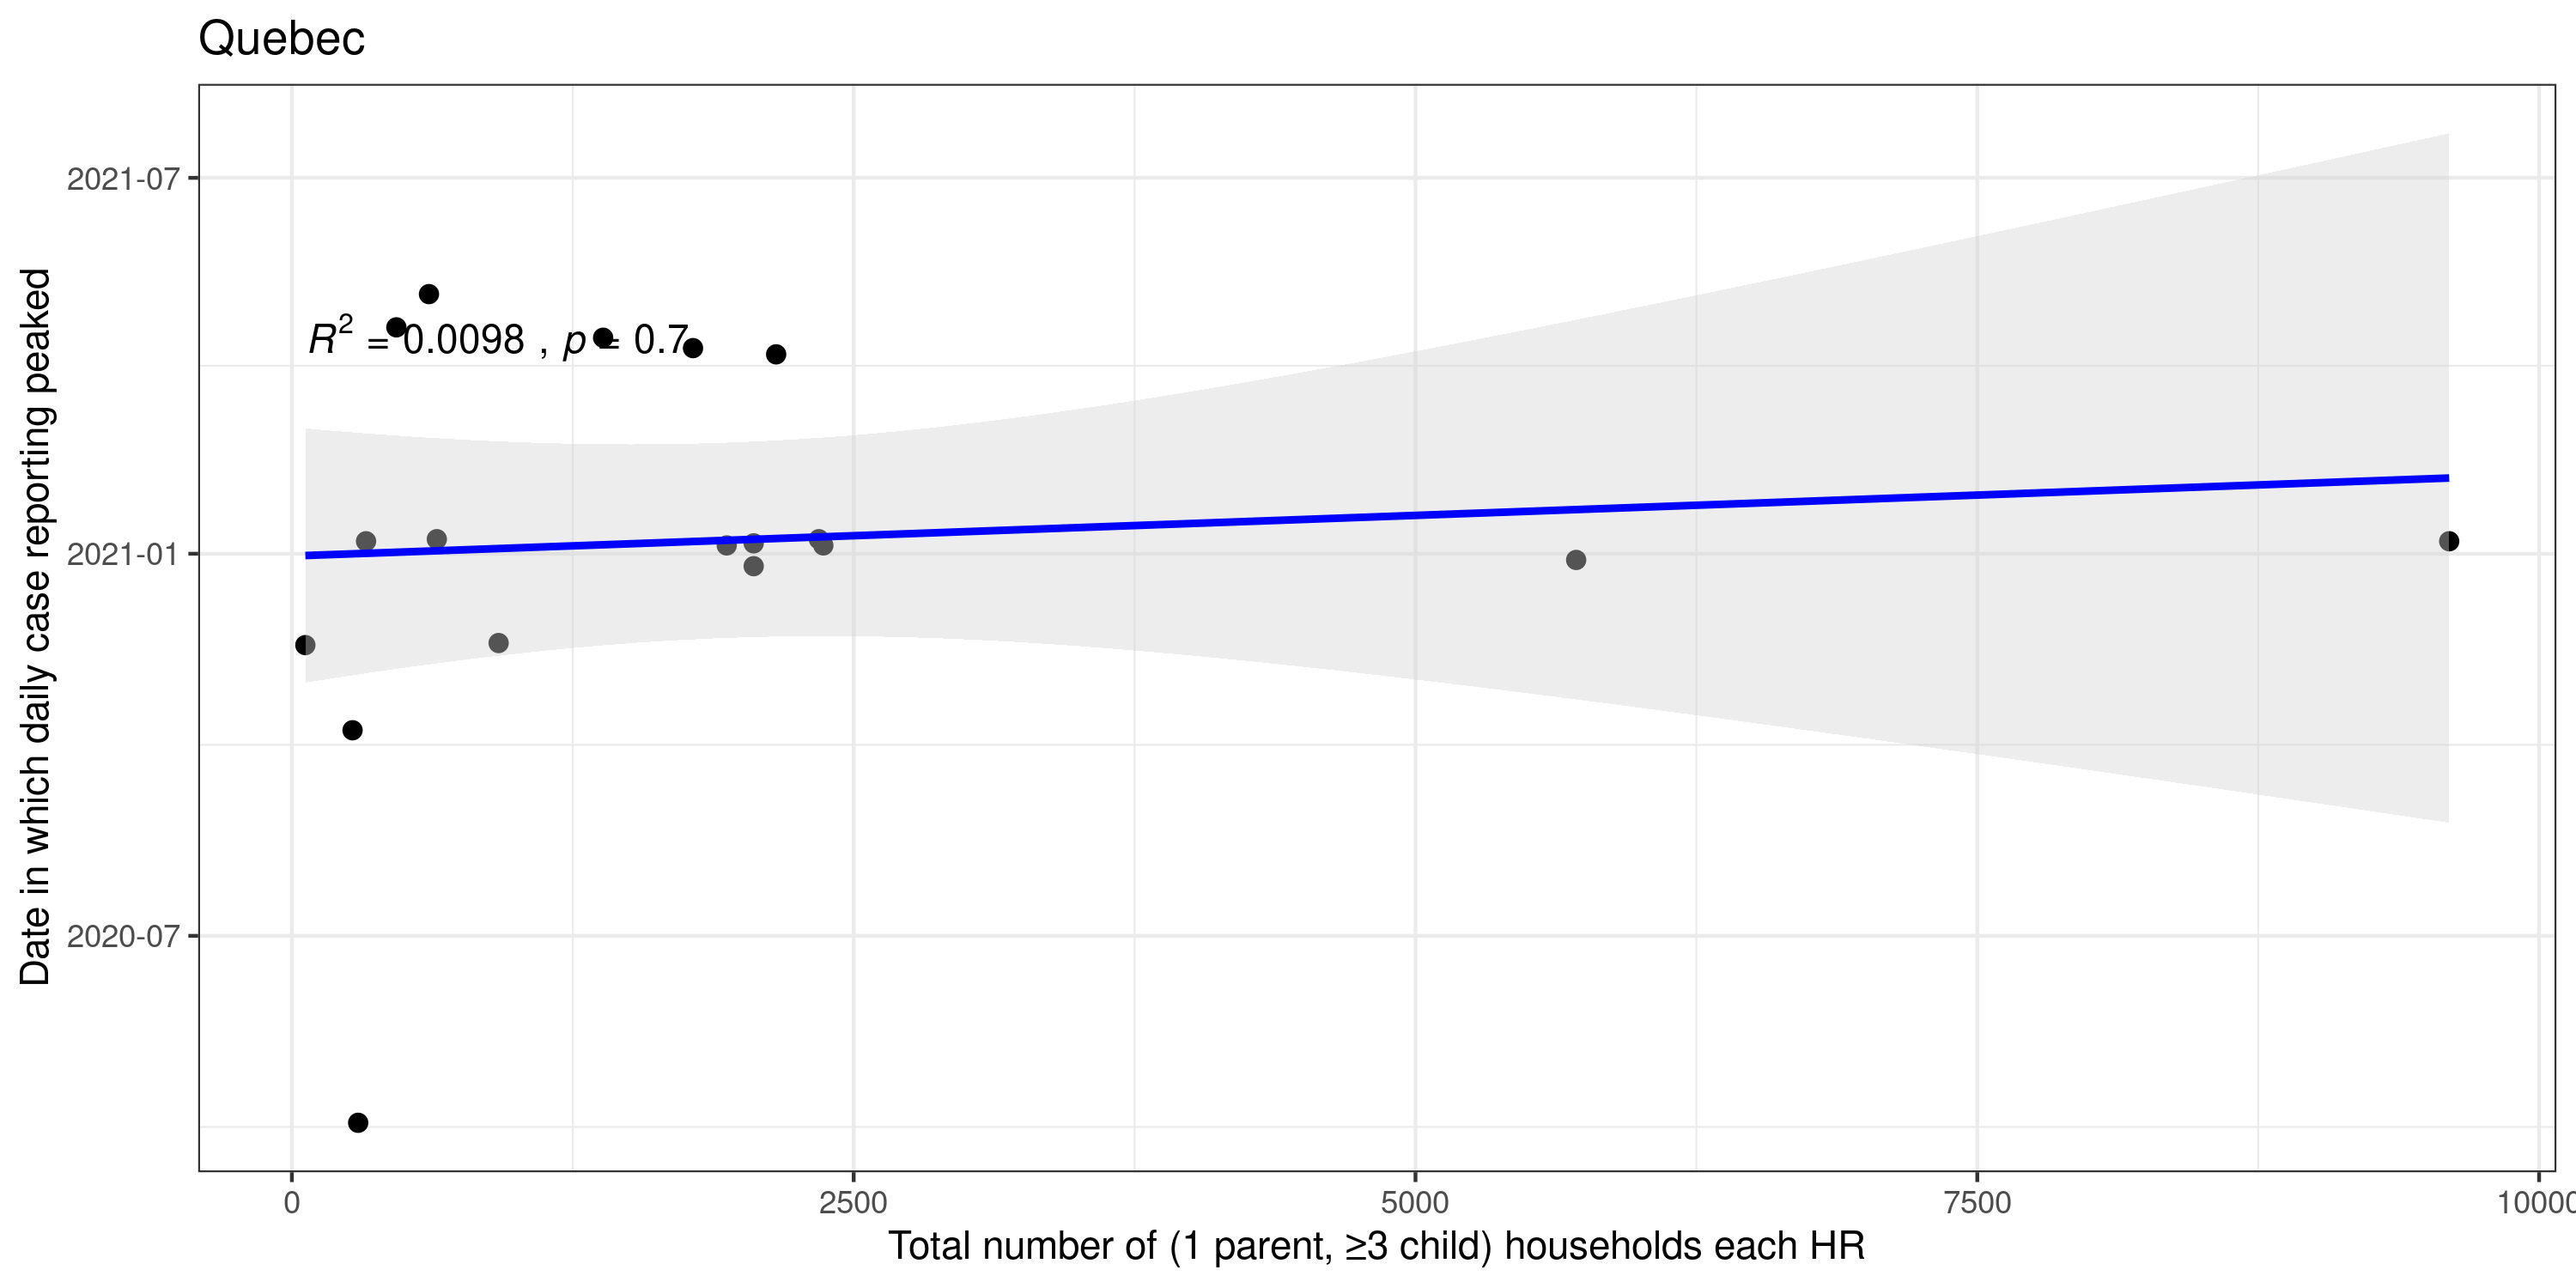 Quebec
Date in which daily case reporting peaked
2021-07
2021-01
2020-07
R² = 0.0098 , p = 0.7
0 2500 5000 7500 10000
Total number of (1 parent, ≥3 child) households each HR